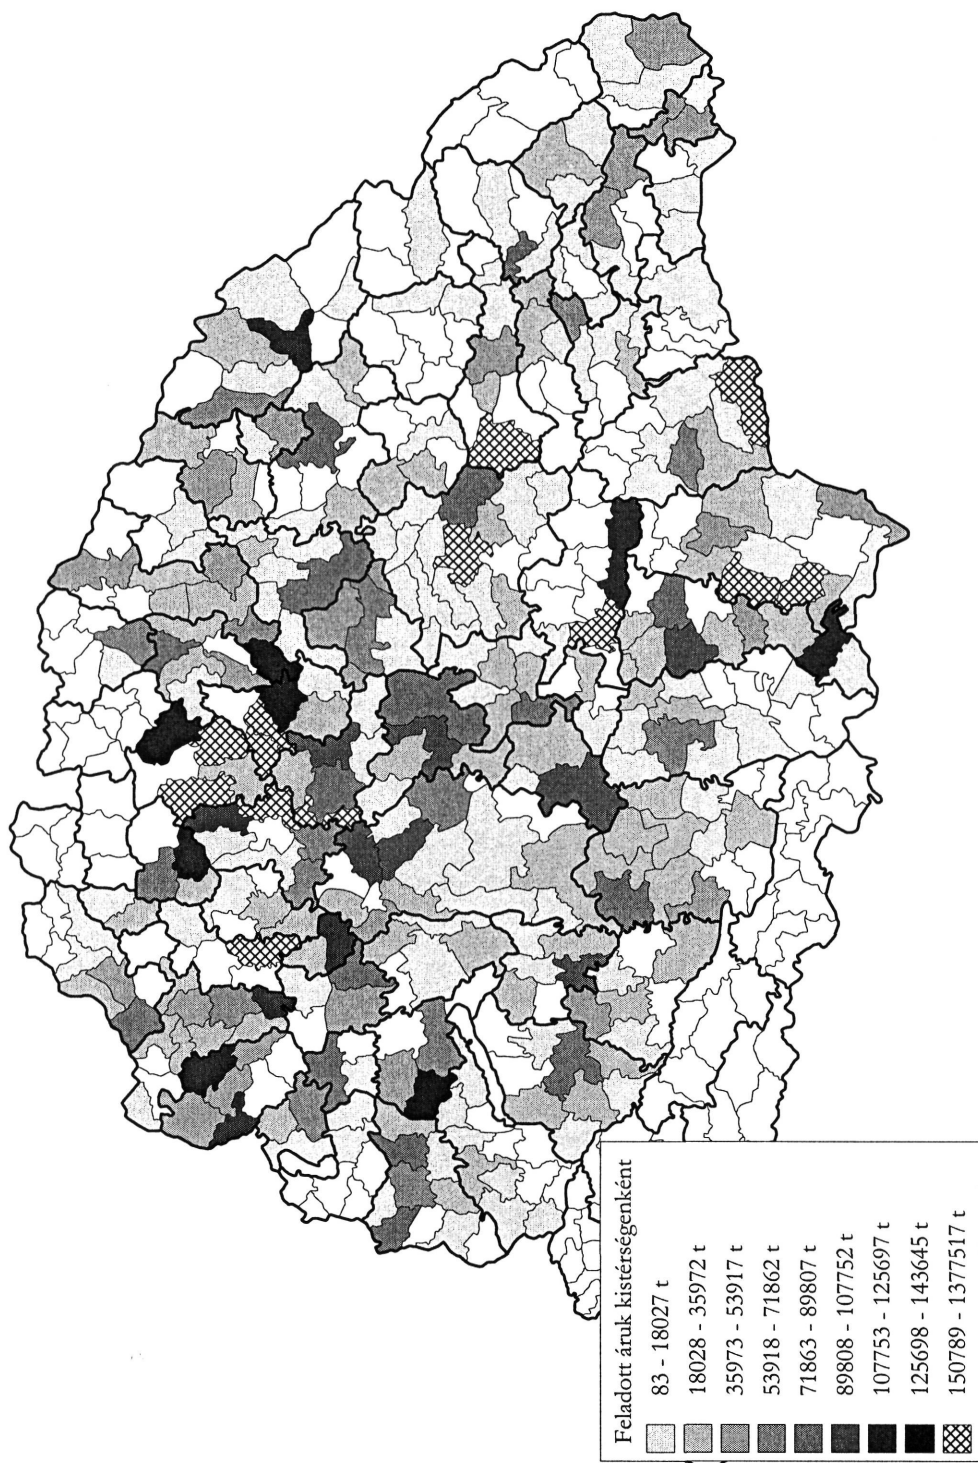 Feladott áruk kistérségenként
83 - 18027 t
18028 - 35972 t
35973 - 53917 t
53918 - 71862 t
71863 - 89807 t
89808 - 107752 t
107753 - 125697 t
125698 - 143645 t
150789 - 1377517 t